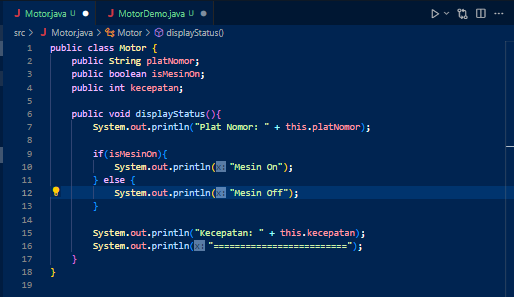 J Motor.java U ● J MotorDemo.java U ●
src > J Motor.java > Motor > displayStatus()
1 public class Motor {
2     public String platNomor;
3     public boolean isMesinOn;
4     public int kecepatan;
5
6     public void displayStatus(){
7         System.out.println("Plat Nomor: " + this.platNomor);
8
9         if(isMesinOn){
10             System.out.println(x:"Mesin On");
11         } else {
12             System.out.println(x:"Mesin Off");
13         }
14
15         System.out.println("Kecepatan: " + this.kecepatan);
16         System.out.println(x:"=========================");
17     }
18 }
19